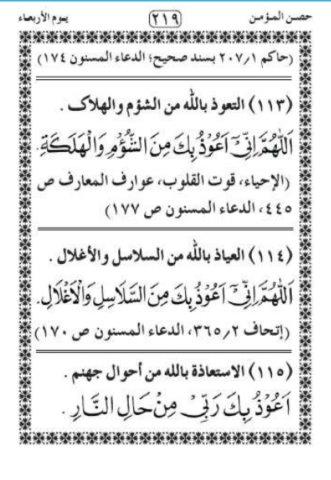 حصن المؤمن ٢١٩ يوم الأربعاء
(حاكم ٢٠٧/١ بسند صحيح؛ الدعاء المسنون ١٧٤)
(١١٣) التعوذ بالله من الشؤم والهلاك .
اَللّٰهُمَّ اِنِّيْ اَعُوْذُ بِكَ مِنَ الشُّؤْمِ وَالْهَلَكَةِ.
(الإحياء، قوت القلوب، عوارف المعارف ص
٤٤٥، الدعاء المسنون ص ١٧٧)
(١١٤) العياذ بالله من السلاسل والأغلال .
اَللّٰهُمَّ اِنِّيْ اَعُوْذُ بِكَ مِنَ السَّلَاسِلِ وَالْاَغْلَالِ.
(إتحاف ٣٦٥/٢، الدعاء المسنون ص ١٧٠)
(١١٥) الاستعاذة بالله من أحوال جهنم .
اَعُوْذُ بِكَ رَبِّيْ مِنْ حَالِ النَّارِ .